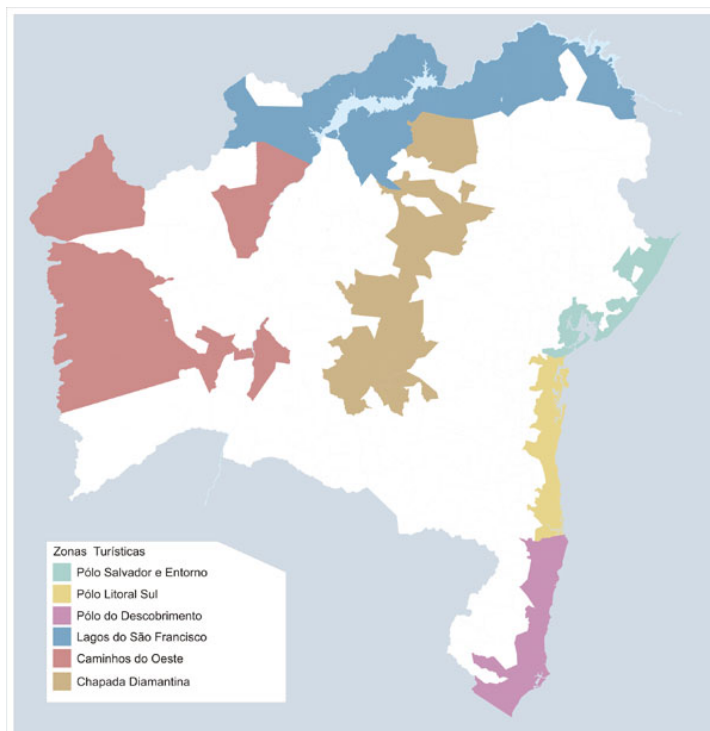 Zonas Turísticas
Pólo Salvador e Entorno
Pólo Litoral Sul
Pólo do Descobrimento
Lagos do São Francisco
Caminhos do Oeste
Chapada Diamantina